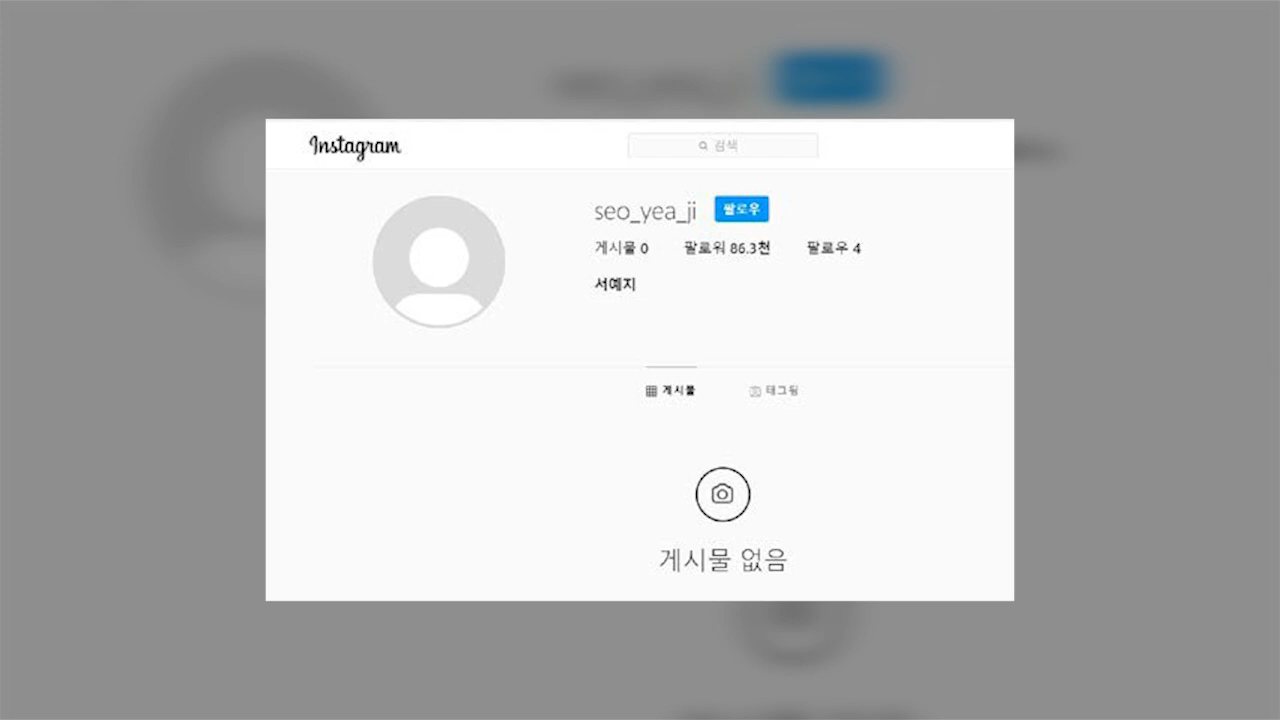 Instagram
검색
seo_yea_ji 팔로우
게시물 0 팔로워 86.3천 팔로우 4
서예지
게시물 태그됨
게시물 없음